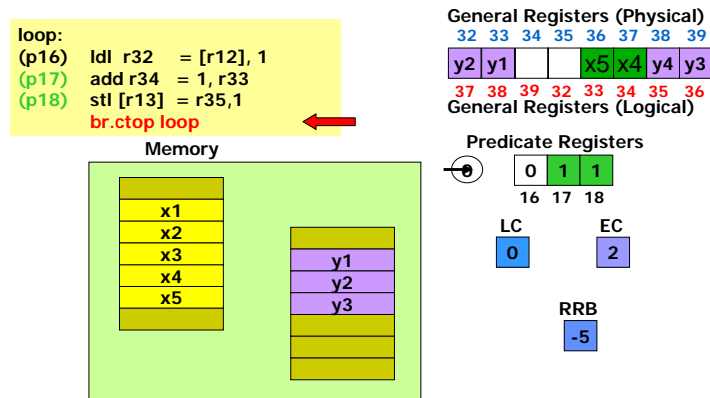 loop:
(p16) ldl r32 = [r12], 1
(p17) add r34 = 1, r33
(p18) stl [r13] = r35,1
br.ctop loop
General Registers (Physical)
32 33 34 35 36 37 38 39
y2 y1 x5 x4 y4 y3
37 38 39 32 33 34 35 36
General Registers (Logical)
Memory
x1
x2
x3
x4
x5
y1
y2
y3
Predicate Registers
0
0 1 1
16 17 18
LC
0
EC
2
RRB
-5